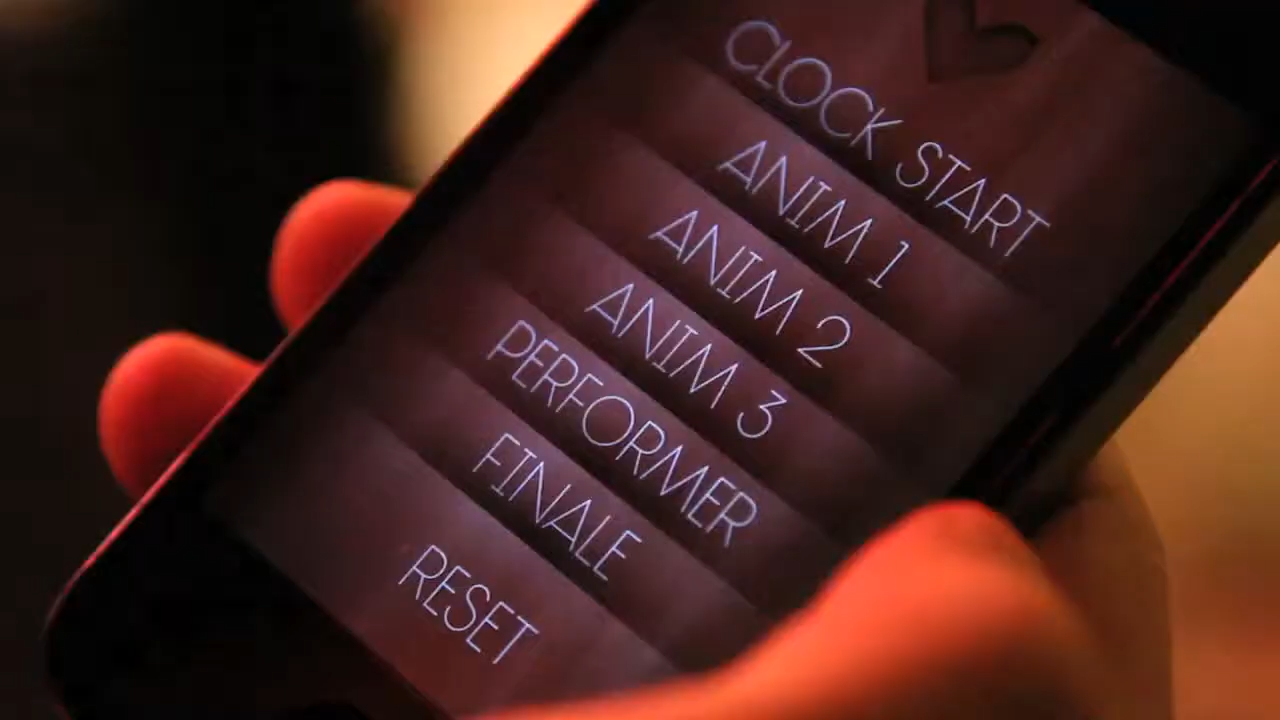 CLOCK START
ANIM 1
ANIM 2
ANIM 3
PERFORMER
FINALE
RESET